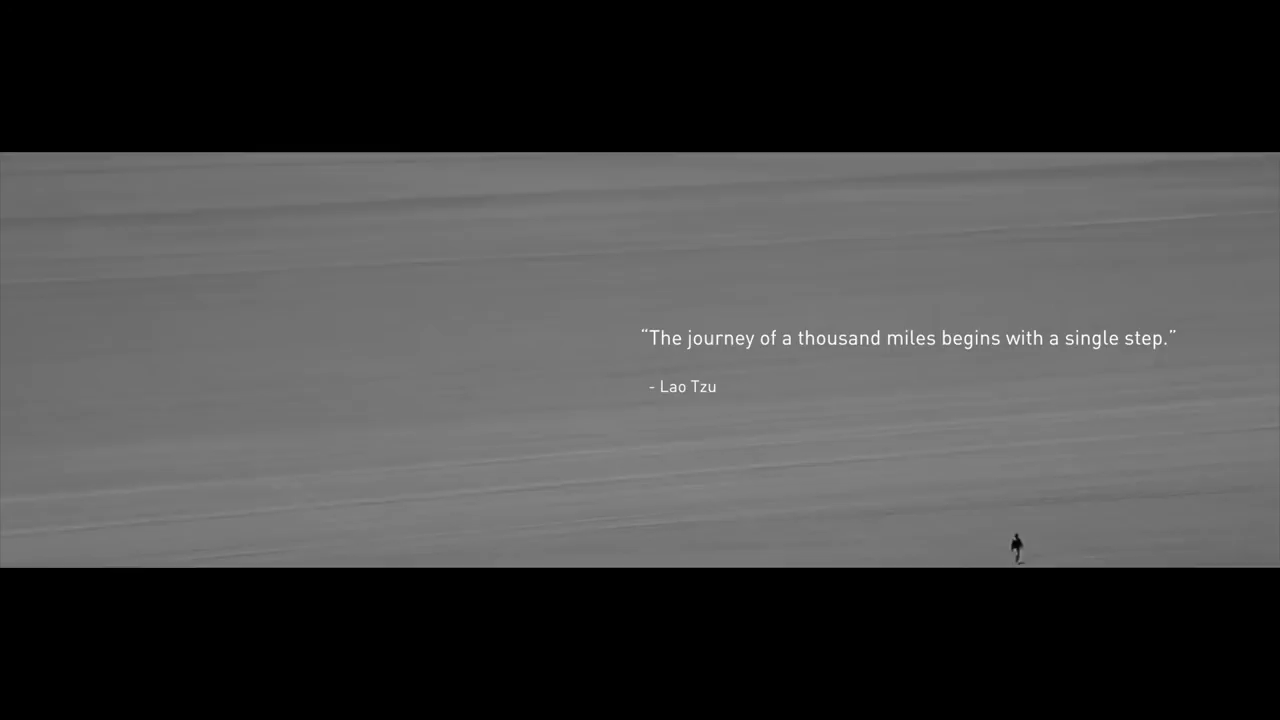 “The journey of a thousand miles begins with a single step.”
- Lao Tzu